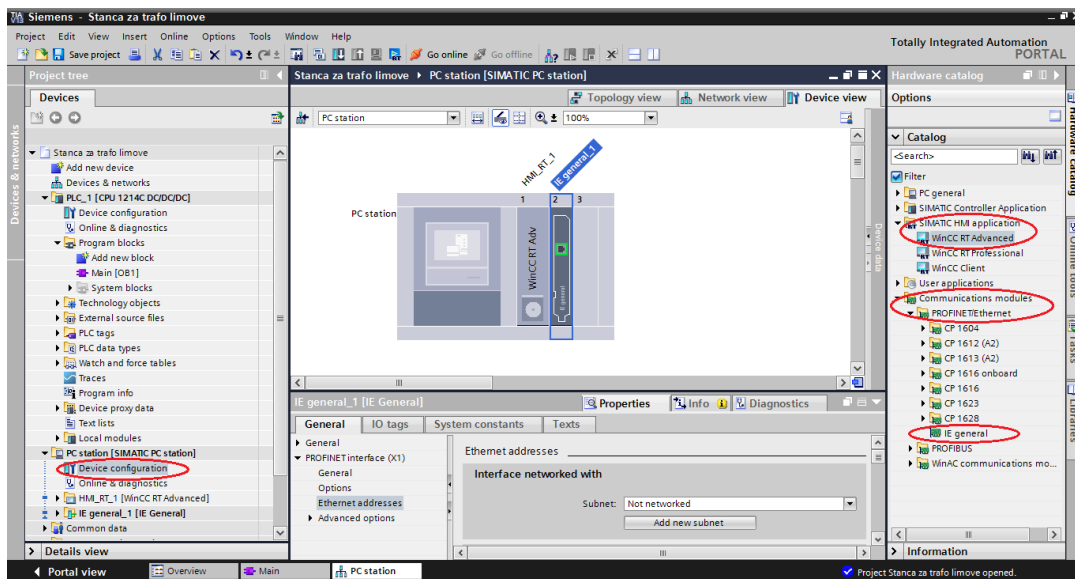 Siemens - Stanca za trafo limove
Project Edit View Insert Online Options Tools Window Help
Save project Go online Go offline
Totally Integrated Automation
PORTAL
Project tree
Devices
Devices & networks
Stanca za trafo limove
Add new device
Devices & networks
PLC_1 [CPU 1214C DC/DC/DC]
Device configuration
Online & diagnostics
Program blocks
Add new block
Main [OB1]
System blocks
Technology objects
External source files
PLC tags
PLC data types
Watch and force tables
Traces
Program info
Device proxy data
Text lists
Local modules
PC station [SIMATIC PC station]
Device configuration
Online & diagnostics
HMI_RT_1 [WinCC RT Advanced]
IE general_1 [IE General]
Common data
Details view
Stanca za trafo limove PC station [SIMATIC PC station]
Topology view Network view Device view
PC station 100%
HMI_RT_1
IE general_1
1 2 3
PC station
WinCC RT Adv
IE general
Device data
IE general_1 [IE General]
Properties Info Diagnostics
General IO tags System constants Texts
General
PROFINET interface (X1)
General
Options
Ethernet addresses
Advanced options
Ethernet addresses
Interface networked with
Subnet: Not networked
Add new subnet
Hardware catalog
Options
Catalog
<Search>
Filter
PC general
SIMATIC Controller Application
SIMATIC HMI application
WinCC RT Advanced
WinCC RT Professional
WinCC Client
User applications
Communications modules
PROFINET/Ethernet
CP 1604
CP 1612 (A2)
CP 1613 (A2)
CP 1616 onboard
CP 1616
CP 1623
CP 1628
IE general
PROFIBUS
WinAC communications mo...
Information
Hardware catalog
Online tools
Tasks
Libraries
Portal view Overview Main PC station
Project Stanca za trafo limove opened.